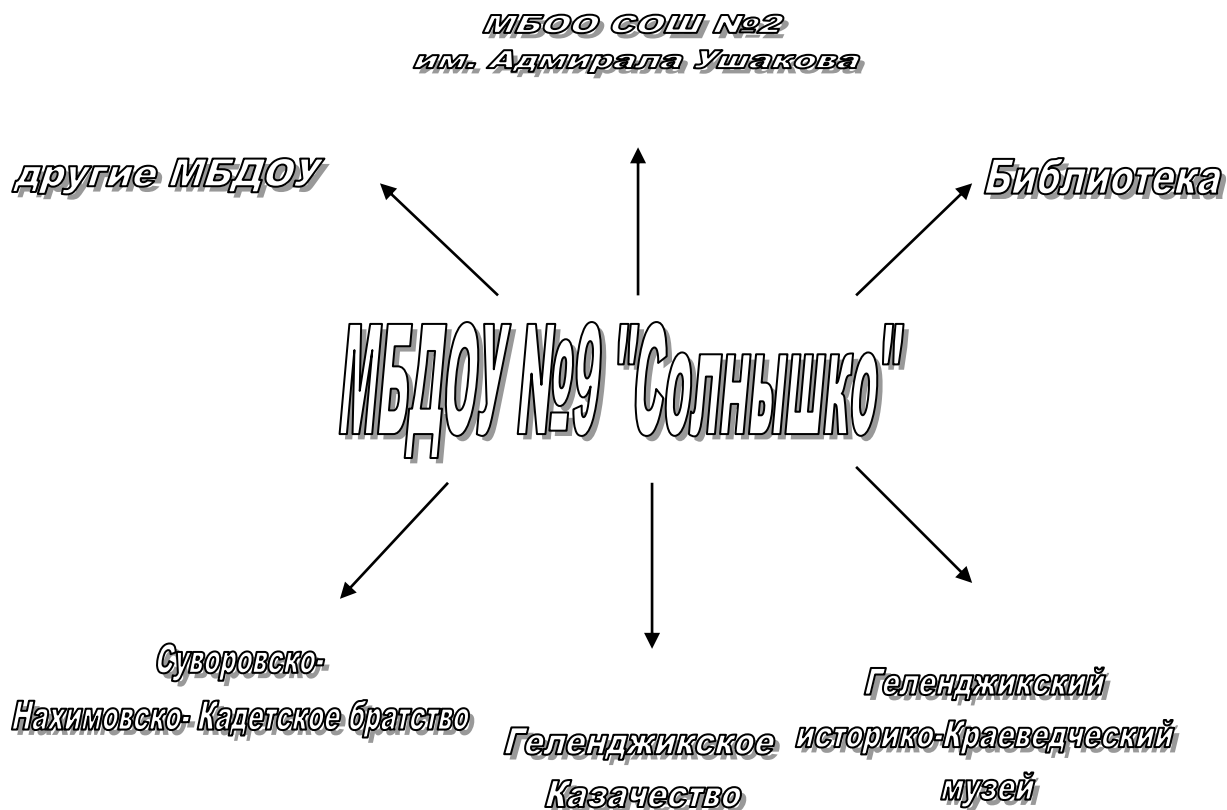 МБОО СОШ №2
им. Адмирала Ушакова
другие МБДОУ
Библиотека
МБДОУ №9 "Солнышко"
Суворовско-
Нахимовско- Кадетское братство
Геленджикское
Казачество
Геленджикский
историко-Краеведческий
музей